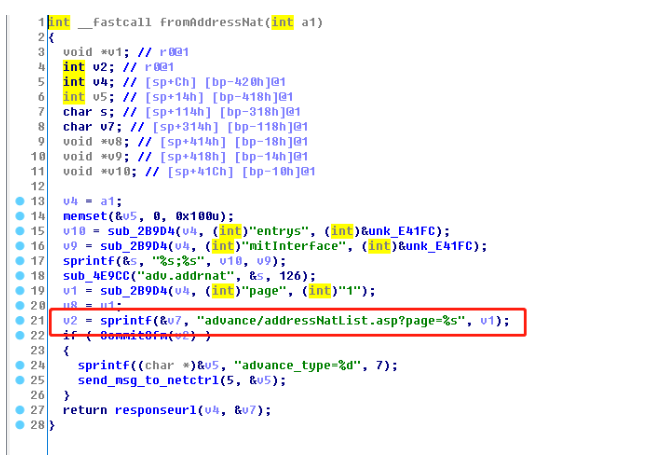 1 int __fastcall fromAddressNat(int a1)
2 {
3 void *v1; // r0@1
4 int v2; // r0@1
5 int v4; // [sp+Ch] [bp-420h]@1
6 int v5; // [sp+14h] [bp-418h]@1
7 char s; // [sp+114h] [bp-318h]@1
8 char v7; // [sp+314h] [bp-118h]@1
9 void *v8; // [sp+414h] [bp-18h]@1
10 void *v9; // [sp+418h] [bp-14h]@1
11 void *v10; // [sp+41Ch] [bp-10h]@1
12
13 v4 = a1;
14 memset(&v5, 0, 0x100u);
15 v10 = sub_2B9D4(v4, (int)"entrys", (int)&unk_E41FC);
16 v9 = sub_2B9D4(v4, (int)"mitInterface", (int)&unk_E41FC);
17 sprintf(&s, "%s;%s", v10, v9);
18 sub_4E9CC("adv.addrnat", &s, 126);
19 v1 = sub_2B9D4(v4, (int)"page", (int)"1");
20 v8 = v1;
21 v2 = sprintf(&v7, "advance/addressNatList.asp?page=%s", v1);
22 if ( CommitCfm(v2) )
23 {
24 sprintf((char *)&v5, "advance_type=%d", 7);
25 send_msg_to_netctrl(5, &v5);
26 }
27 return responseurl(v4, &v7);
28 }